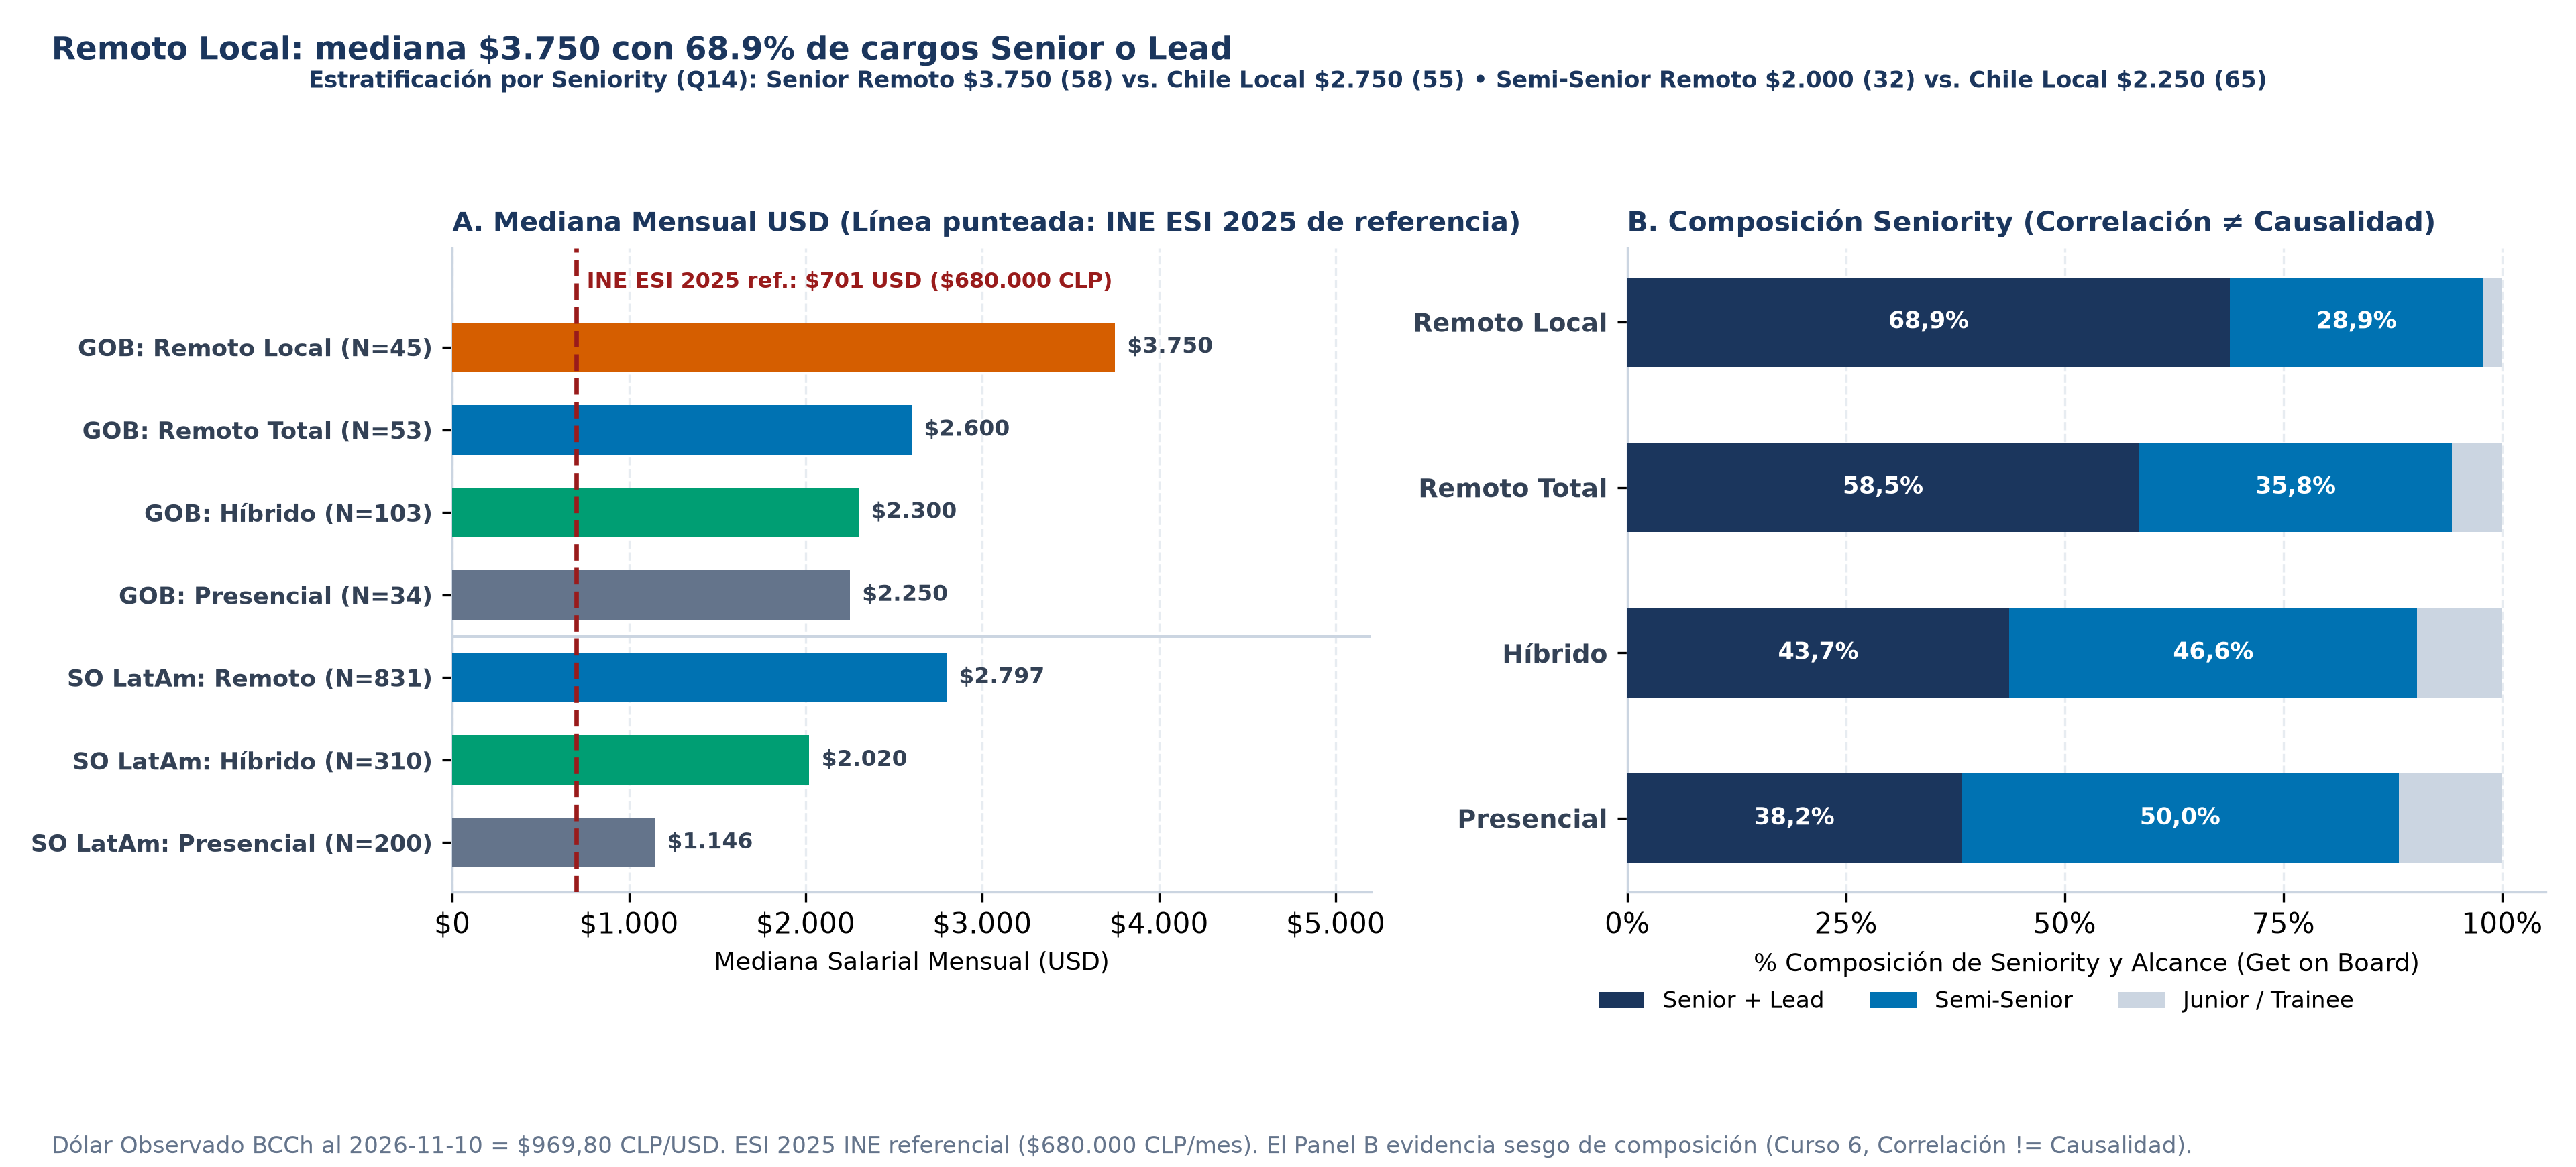 Remoto Local: mediana $3.750 con 68.9% de cargos Senior o Lead
Estratificación por Seniority (Q14): Senior Remoto $3.750 (58) vs. Chile Local $2.750 (55) • Semi-Senior Remoto $2.000 (32) vs. Chile Local $2.250 (65)
A. Mediana Mensual USD (Línea punteada: INE ESI 2025 de referencia)
INE ESI 2025 ref.: $701 USD ($680.000 CLP)
GOB: Remoto Local (N=45)
$3.750
GOB: Remoto Total (N=53)
$2.600
GOB: Híbrido (N=103)
$2.300
GOB: Presencial (N=34)
$2.250
SO LatAm: Remoto (N=831)
$2.797
SO LatAm: Híbrido (N=310)
$2.020
SO LatAm: Presencial (N=200)
$1.146
$0 $1.000 $2.000 $3.000 $4.000 $5.000
Mediana Salarial Mensual (USD)
B. Composición Seniority (Correlación ≠ Causalidad)
Remoto Local 68,9% 28,9%
Remoto Total 58,5% 35,8%
Híbrido 43,7% 46,6%
Presencial 38,2% 50,0%
0% 25% 50% 75% 100%
% Composición de Seniority y Alcance (Get on Board)
Senior + Lead Semi-Senior Junior / Trainee
Dólar Observado BCCh al 2026-11-10 = $969,80 CLP/USD. ESI 2025 INE referencial ($680.000 CLP/mes). El Panel B evidencia sesgo de composición (Curso 6, Correlación != Causalidad).